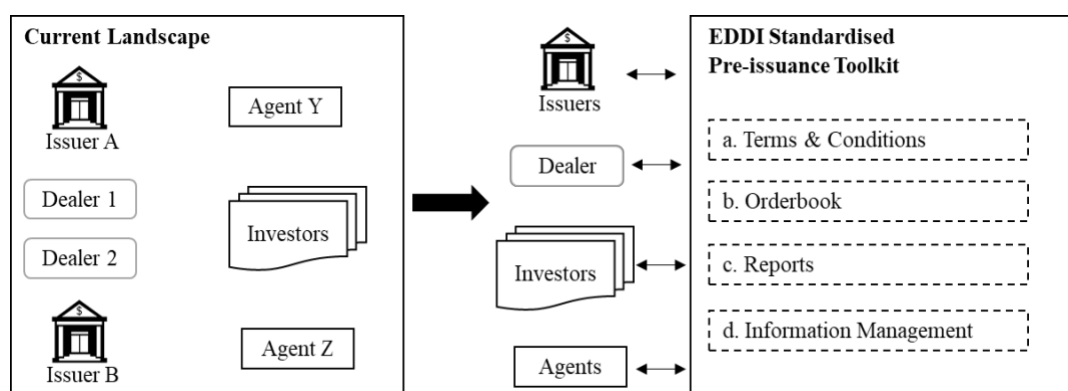 Current Landscape
$
Issuer A
Agent Y
Dealer 1
Investors
Dealer 2
$
Issuer B
Agent Z
$
Issuers
Dealer
Investors
Agents
EDDI Standardised
Pre-issuance Toolkit
a. Terms & Conditions
b. Orderbook
c. Reports
d. Information Management